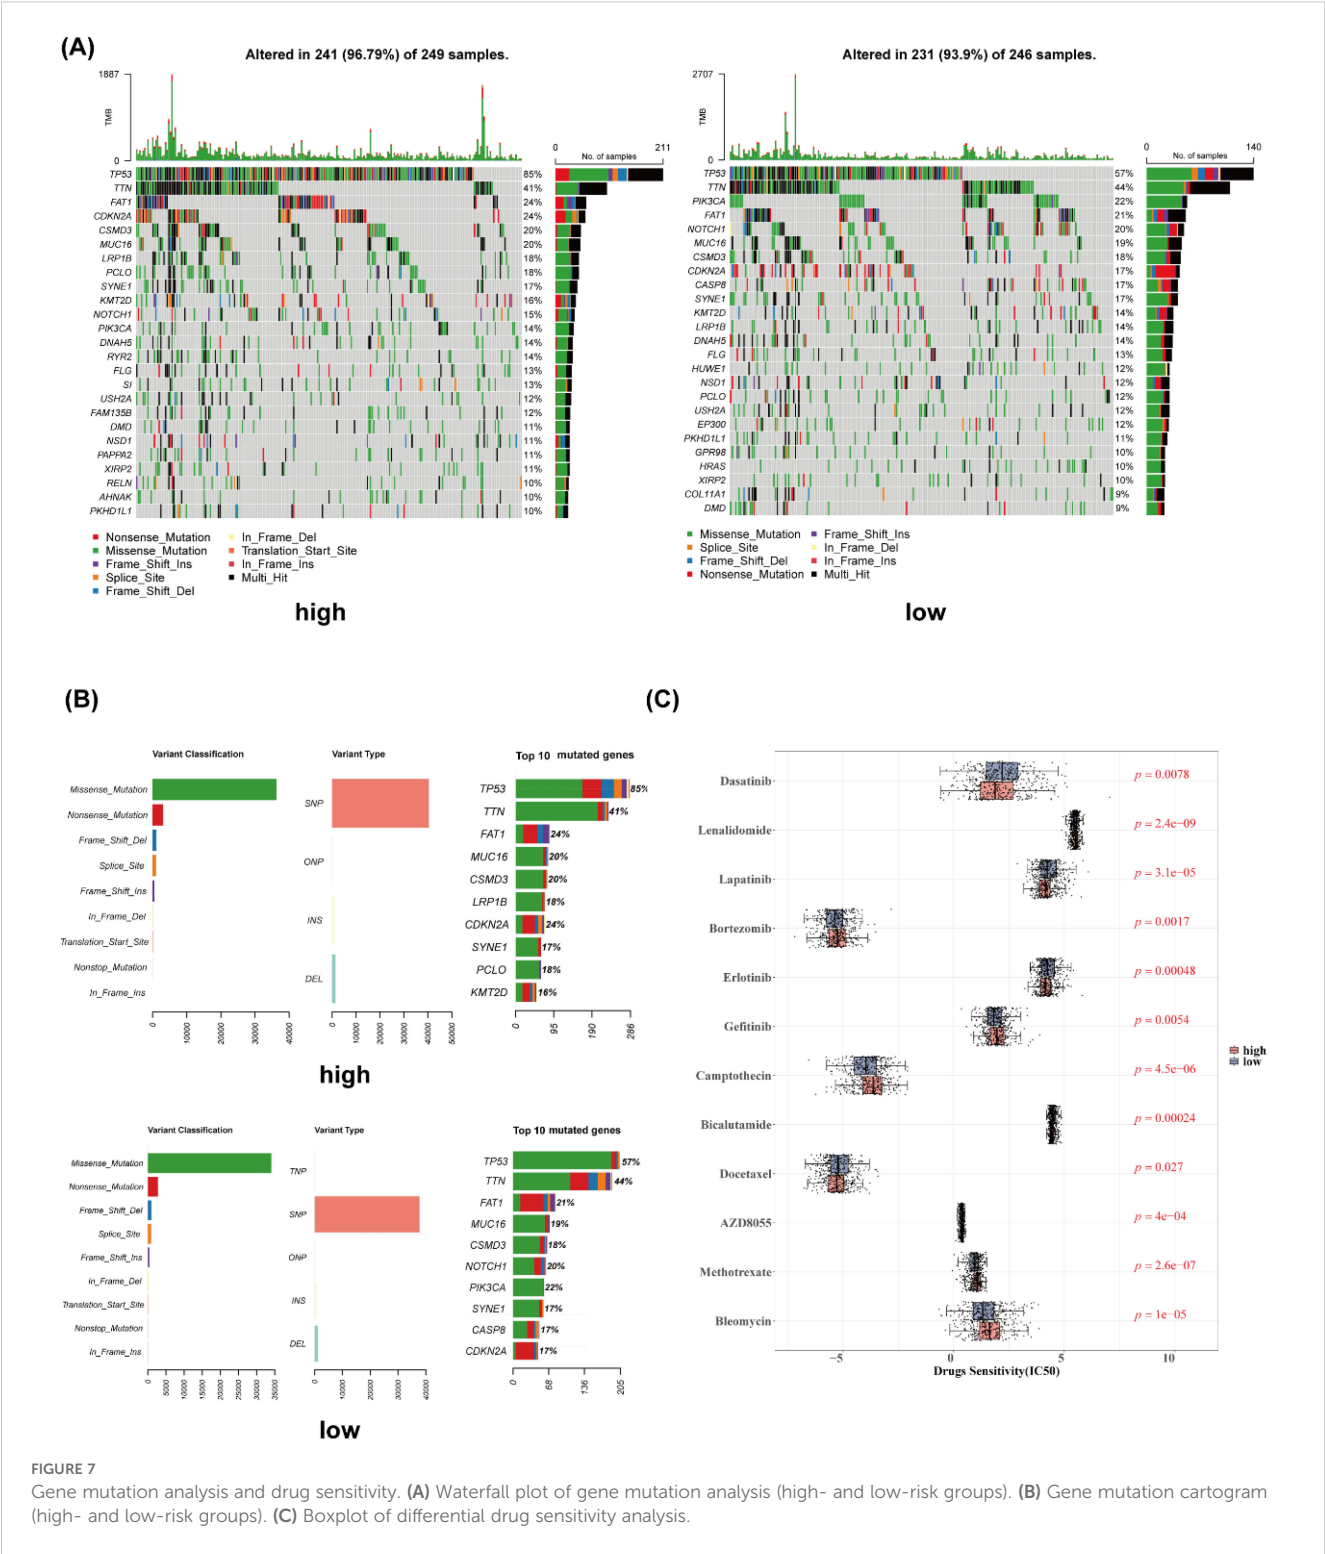 (A)
Altered in 241 (96.79%) of 249 samples.
1887
TMB
0
0
211
No. of samples
TP53 85%
TTN 41%
FAT1 24%
CDKN2A 24%
CSMD3 20%
MUC16 20%
LRP1B 18%
PCLO 18%
SYNE1 17%
KMT2D 16%
NOTCH1 15%
PIK3CA 14%
DNAH5 14%
RYR2 14%
FLG 13%
SI 13%
USH2A 12%
FAM135B 12%
DMD 11%
NSD1 11%
PAPPA2 11%
XIRP2 11%
RELN 10%
AHNAK 10%
PKHD1L1 10%
Nonsense_Mutation
Missense_Mutation
Frame_Shift_Ins
Splice_Site
Frame_Shift_Del
In_Frame_Del
Translation_Start_Site
In_Frame_Ins
Multi_Hit
high
Altered in 231 (93.9%) of 246 samples.
2707
TMB
0
0
140
No. of samples
TP53 57%
TTN 44%
PIK3CA 22%
FAT1 21%
NOTCH1 20%
MUC16 19%
CSMD3 18%
CDKN2A 17%
CASP8 17%
SYNE1 17%
KMT2D 14%
LRP1B 14%
DNAH5 14%
FLG 13%
HUWE1 12%
NSD1 12%
PCLO 12%
USH2A 12%
EP300 12%
PKHD1L1 11%
GPR98 10%
HRAS 10%
XIRP2 10%
COL11A1 9%
DMD 9%
Missense_Mutation
Splice_Site
Frame_Shift_Del
Nonsense_Mutation
Frame_Shift_Ins
In_Frame_Del
In_Frame_Ins
Multi_Hit
low
(B)
Variant Classification
Missense_Mutation
Nonsense_Mutation
Frame_Shift_Del
Splice_Site
Frame_Shift_Ins
In_Frame_Del
Translation_Start_Site
Nonstop_Mutation
In_Frame_Ins
0 10000 20000 30000 40000
Variant Type
SNP
ONP
INS
DEL
0 10000 20000 30000 40000 50000
Top 10 mutated genes
TP53 85%
TTN 41%
FAT1 24%
MUC16 20%
CSMD3 20%
LRP1B 18%
CDKN2A 24%
SYNE1 17%
PCLO 18%
KMT2D 16%
0 95 190 286
high
Variant Classification
Missense_Mutation
Nonsense_Mutation
Frame_Shift_Del
Splice_Site
Frame_Shift_Ins
In_Frame_Del
Translation_Start_Site
Nonstop_Mutation
In_Frame_Ins
0 5000 10000 15000 20000 25000 30000 35000
Variant Type
TNP
SNP
ONP
INS
DEL
0 10000 20000 30000 40000
Top 10 mutated genes
TP53 57%
TTN 44%
FAT1 21%
MUC16 19%
CSMD3 18%
NOTCH1 20%
PIK3CA 22%
SYNE1 17%
CASP8 17%
CDKN2A 17%
0 68 136 205
low
(C)
Dasatinib p = 0.0078
Lenalidomide p = 2.4e−09
Lapatinib p = 3.1e−05
Bortezomib p = 0.0017
Erlotinib p = 0.00048
Gefitinib p = 0.0054
Camptothecin p = 4.5e−06
Bicalutamide p = 0.00024
Docetaxel p = 0.027
AZD8055 p = 4e−04
Methotrexate p = 2.6e−07
Bleomycin p = 1e−05
−5 0 5 10
Drugs Sensitivity(IC50)
high
low
FIGURE 7
Gene mutation analysis and drug sensitivity. (A) Waterfall plot of gene mutation analysis (high- and low-risk groups). (B) Gene mutation cartogram
(high- and low-risk groups). (C) Boxplot of differential drug sensitivity analysis.